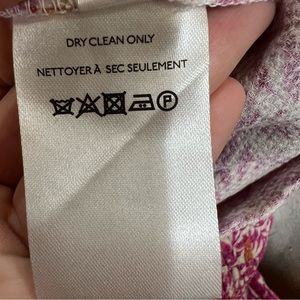 DRY CLEAN ONLY
NETTOYER À SEC SEULEMENT
P